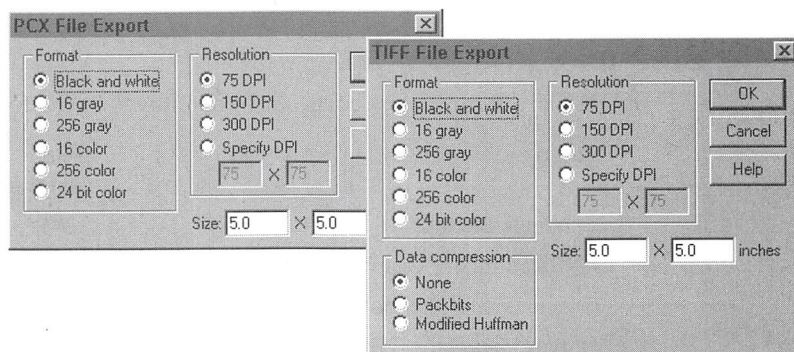 PCX File Export
Format
Black and white
16 gray
256 gray
16 color
256 color
24 bit color
Resolution
75 DPI
150 DPI
300 DPI
Specify DPI
75 X 75
Size: 5.0 X 5.0
TIFF File Export
Format
Black and white
16 gray
256 gray
16 color
256 color
24 bit color
Resolution
75 DPI
150 DPI
300 DPI
Specify DPI
75 X 75
OK
Cancel
Help
Size: 5.0 X 5.0 inches
Data compression
None
Packbits
Modified Huffman